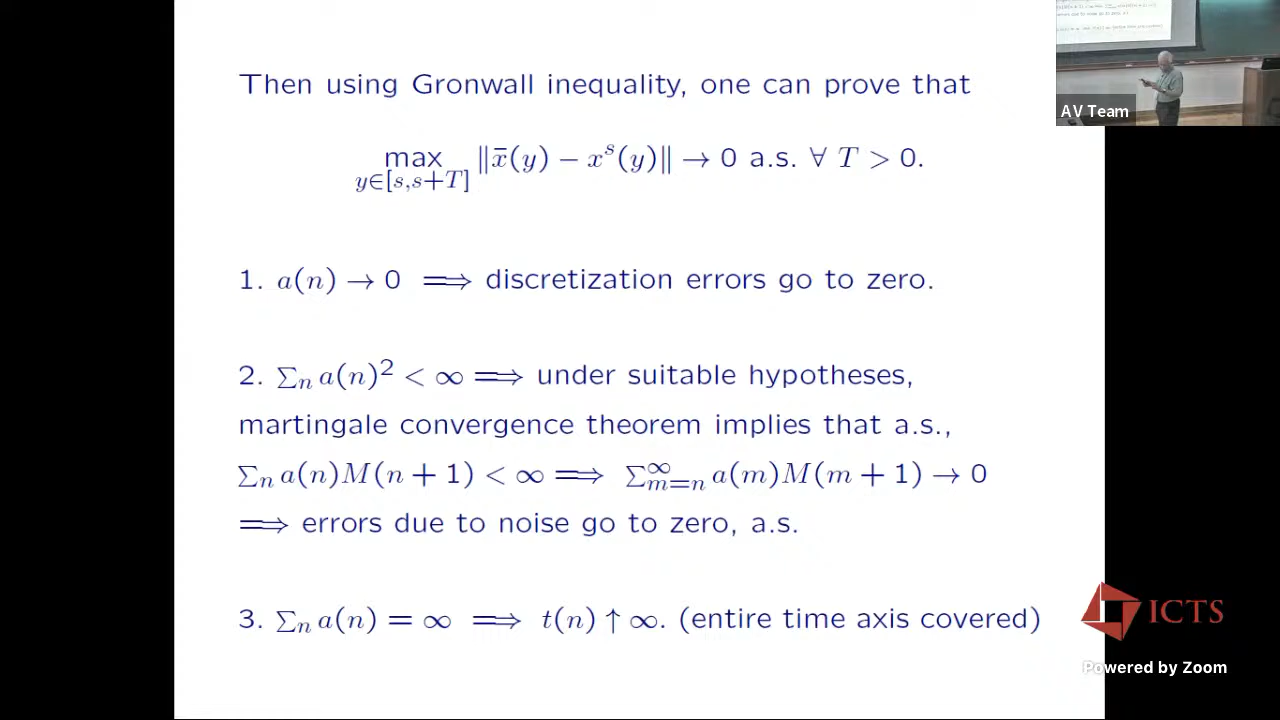 Then using Gronwall inequality, one can prove that
max_{y∈[s,s+T]} ‖x̄(y) − x^s(y)‖ → 0 a.s. ∀ T > 0.
1. a(n) → 0 ⟹ discretization errors go to zero.
2. ∑_n a(n)^2 < ∞ ⟹ under suitable hypotheses,
martingale convergence theorem implies that a.s.,
∑_n a(n)M(n + 1) < ∞ ⟹ ∑_{m=n}^∞ a(m)M(m + 1) → 0
⟹ errors due to noise go to zero, a.s.
3. ∑_n a(n) = ∞ ⟹ t(n) ↑ ∞. (entire time axis covered)
AV Team
ICTS
Powered by Zoom